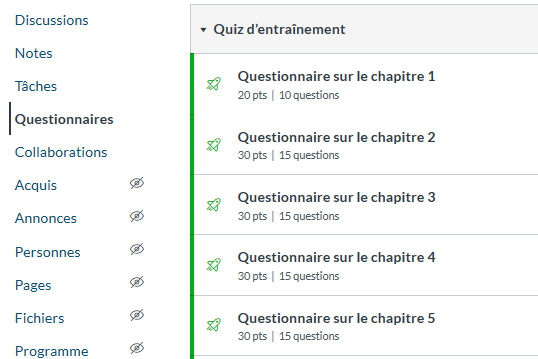 Discussions
Notes
Tâches
Questionnaires
Collaborations
Acquis
Annonces
Personnes
Pages
Fichiers
Programme
Quiz d’entraînement
Questionnaire sur le chapitre 1
20 pts | 10 questions
Questionnaire sur le chapitre 2
30 pts | 15 questions
Questionnaire sur le chapitre 3
30 pts | 15 questions
Questionnaire sur le chapitre 4
30 pts | 15 questions
Questionnaire sur le chapitre 5
30 pts | 15 questions